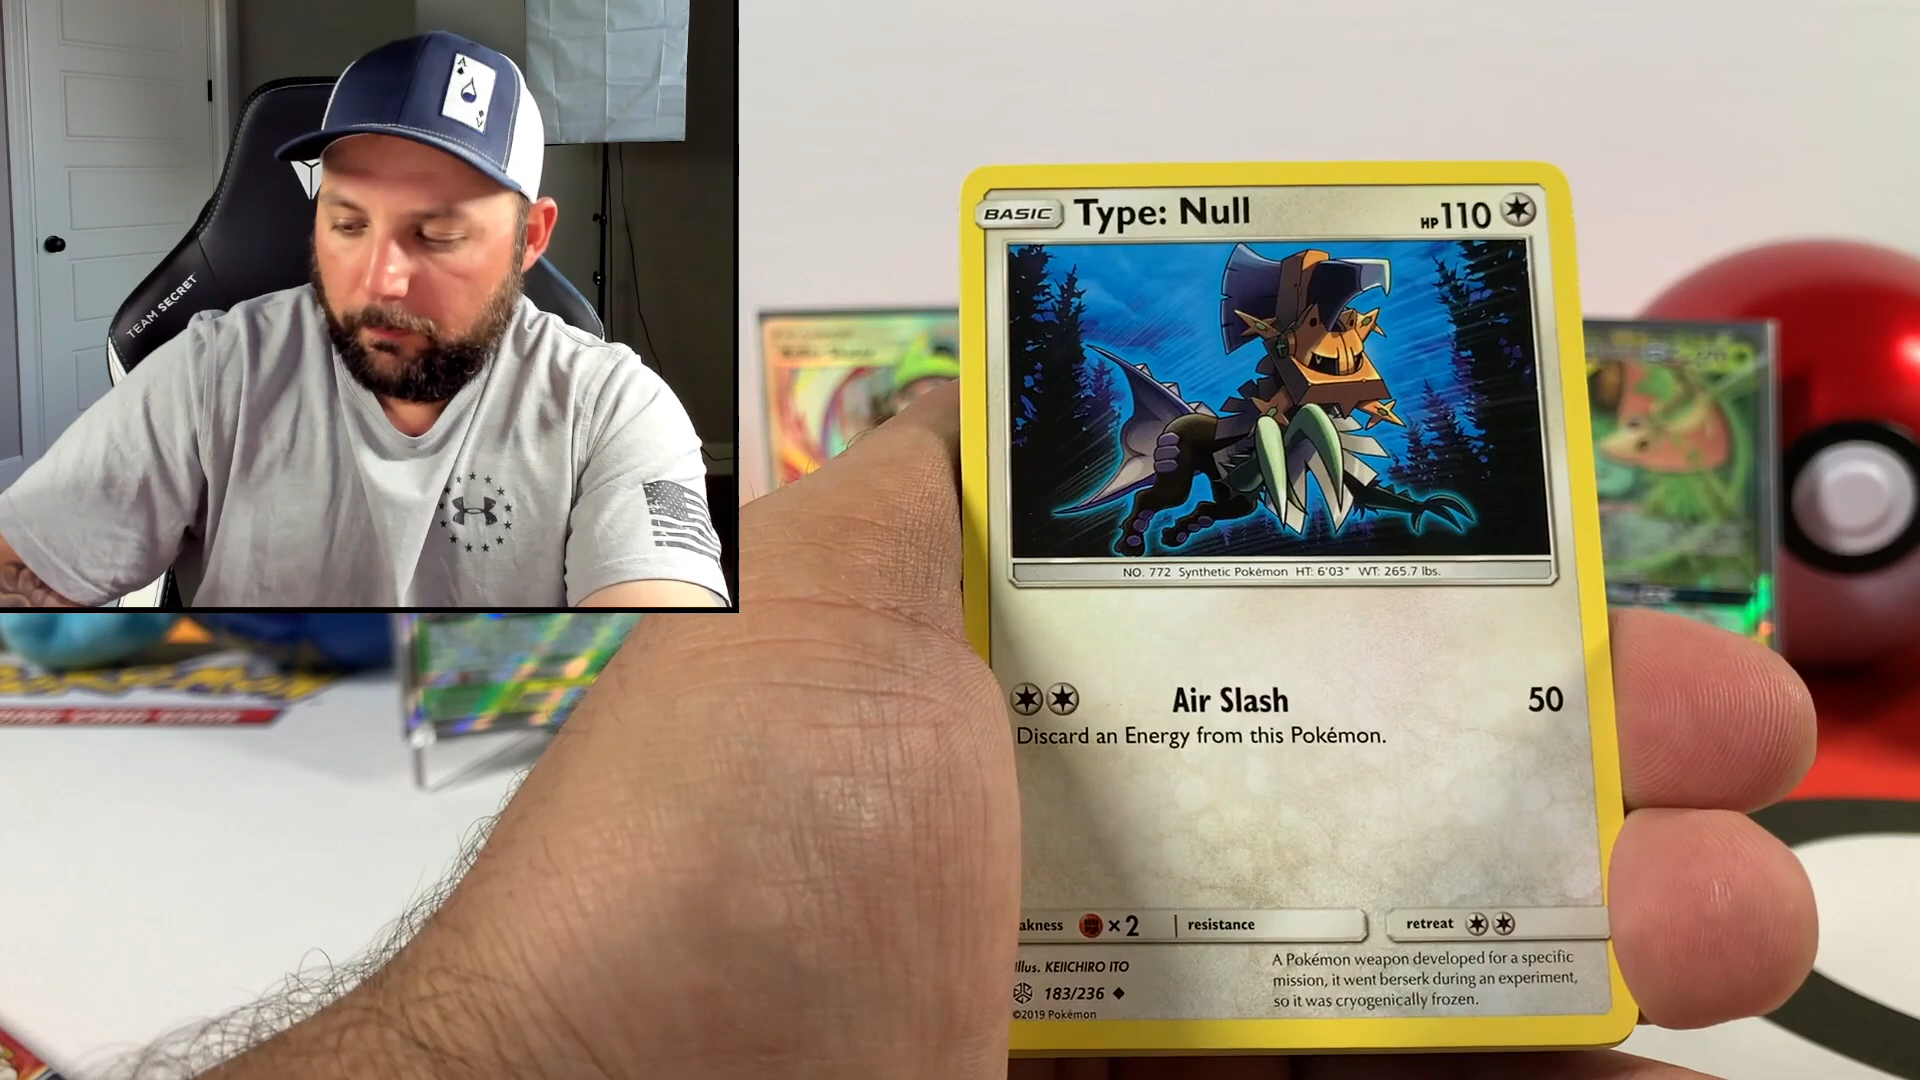 A
A
TEAM SECRET
BASIC Type: Null HP 110
NO. 772 Synthetic Pokémon HT: 6'03" WT: 265.7 lbs.
Air Slash 50
Discard an Energy from this Pokémon.
akness ×2 resistance retreat
Illus. KEIICHIRO ITO
183/236
©2019 Pokémon
A Pokémon weapon developed for a specific
mission, it went berserk during an experiment,
so it was cryogenically frozen.